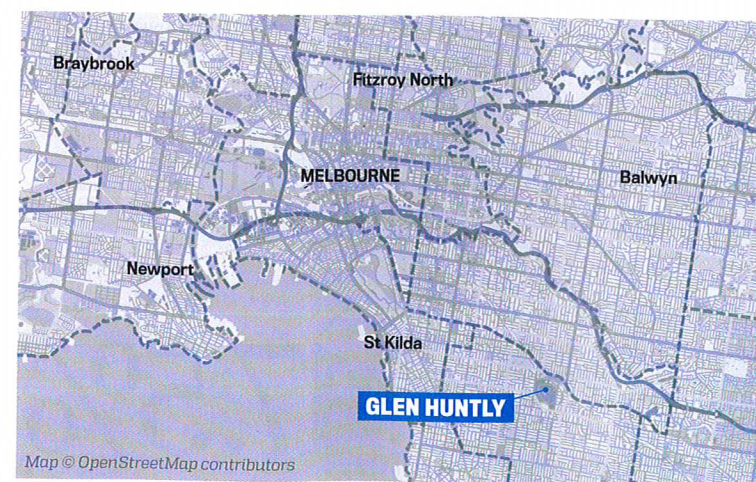 Braybrook
Fitzroy North
MELBOURNE
Balwyn
Newport
St Kilda
GLEN HUNTLY
Map © OpenStreetMap contributors